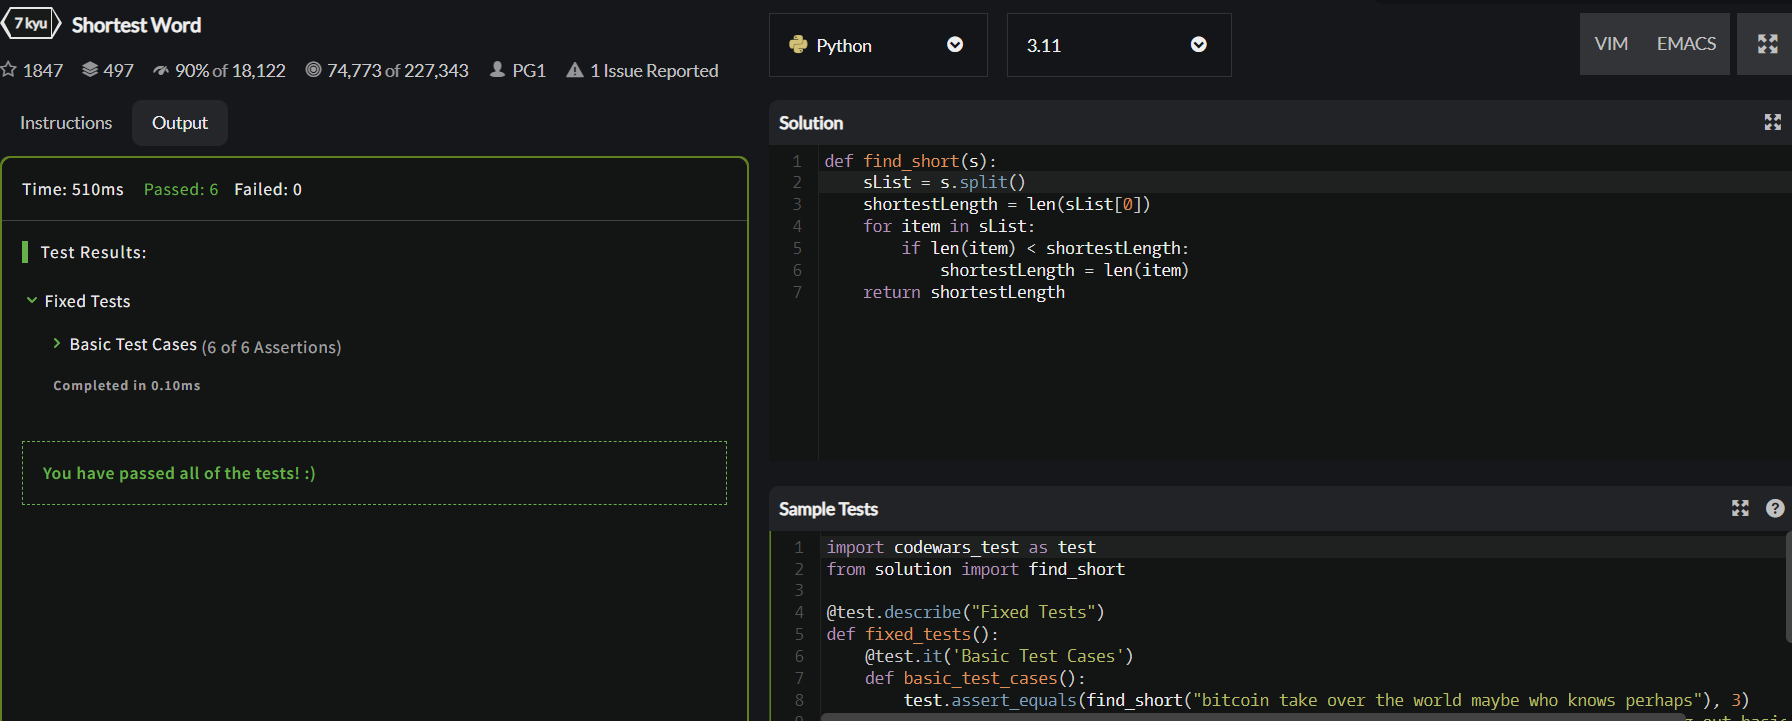 7 kyu Shortest Word
1847 497 90% of 18,122 74,773 of 227,343 PG1 1 Issue Reported
Instructions Output
Time: 510ms Passed: 6 Failed: 0
Test Results:
Fixed Tests
Basic Test Cases (6 of 6 Assertions)
Completed in 0.10ms
You have passed all of the tests! :)
Python 3.11 VIM EMACS
Solution
1 def find_short(s):
2 sList = s.split()
3 shortestLength = len(sList[0])
4 for item in sList:
5 if len(item) < shortestLength:
6 shortestLength = len(item)
7 return shortestLength
Sample Tests ?
1 import codewars_test as test
2 from solution import find_short
3
4 @test.describe("Fixed Tests")
5 def fixed_tests():
6 @test.it('Basic Test Cases')
7 def basic_test_cases():
8 test.assert_equals(find_short("bitcoin take over the world maybe who knows perhaps"), 3)